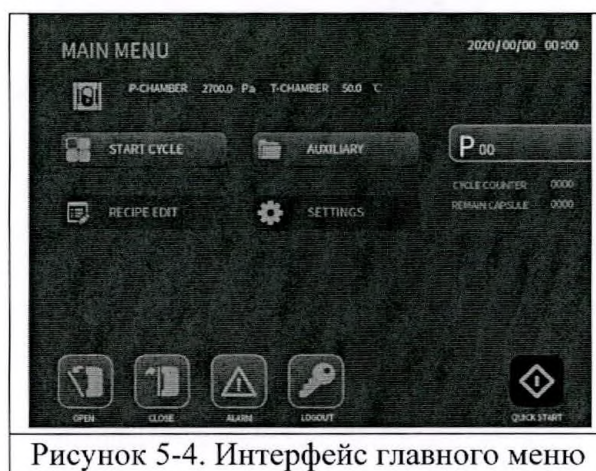 MAIN MENU
2020/00/00 00:00
P-CHAMBER 2700.0 Pa T-CHAMBER 50.0 °C
START CYCLE
AUXILIARY
P 00
CYCLE COUNTER 0000
REMAIN CAPSULE 0000
RECIPE EDIT
SETTINGS
OPEN
CLOSE
ALARM
LOGOUT
QUICK START
Рисунок 5-4. Интерфейс главного меню